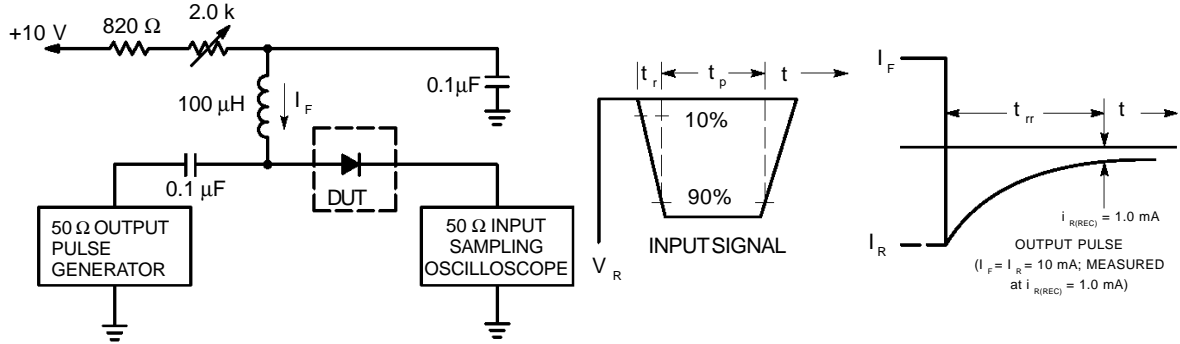 +10 V
820 Ω
2.0 k
100 μH
I F
0.1μF
0.1 μF
DUT
50 Ω OUTPUT
PULSE
GENERATOR
50 Ω INPUT
SAMPLING
OSCILLOSCOPE
t r
t p
t
10%
90%
V R
INPUT SIGNAL
I F
t rr
t
I R
i R(REC) = 1.0 mA
OUTPUT PULSE
(I F = I R = 10 mA; MEASURED
at i R(REC) = 1.0 mA)